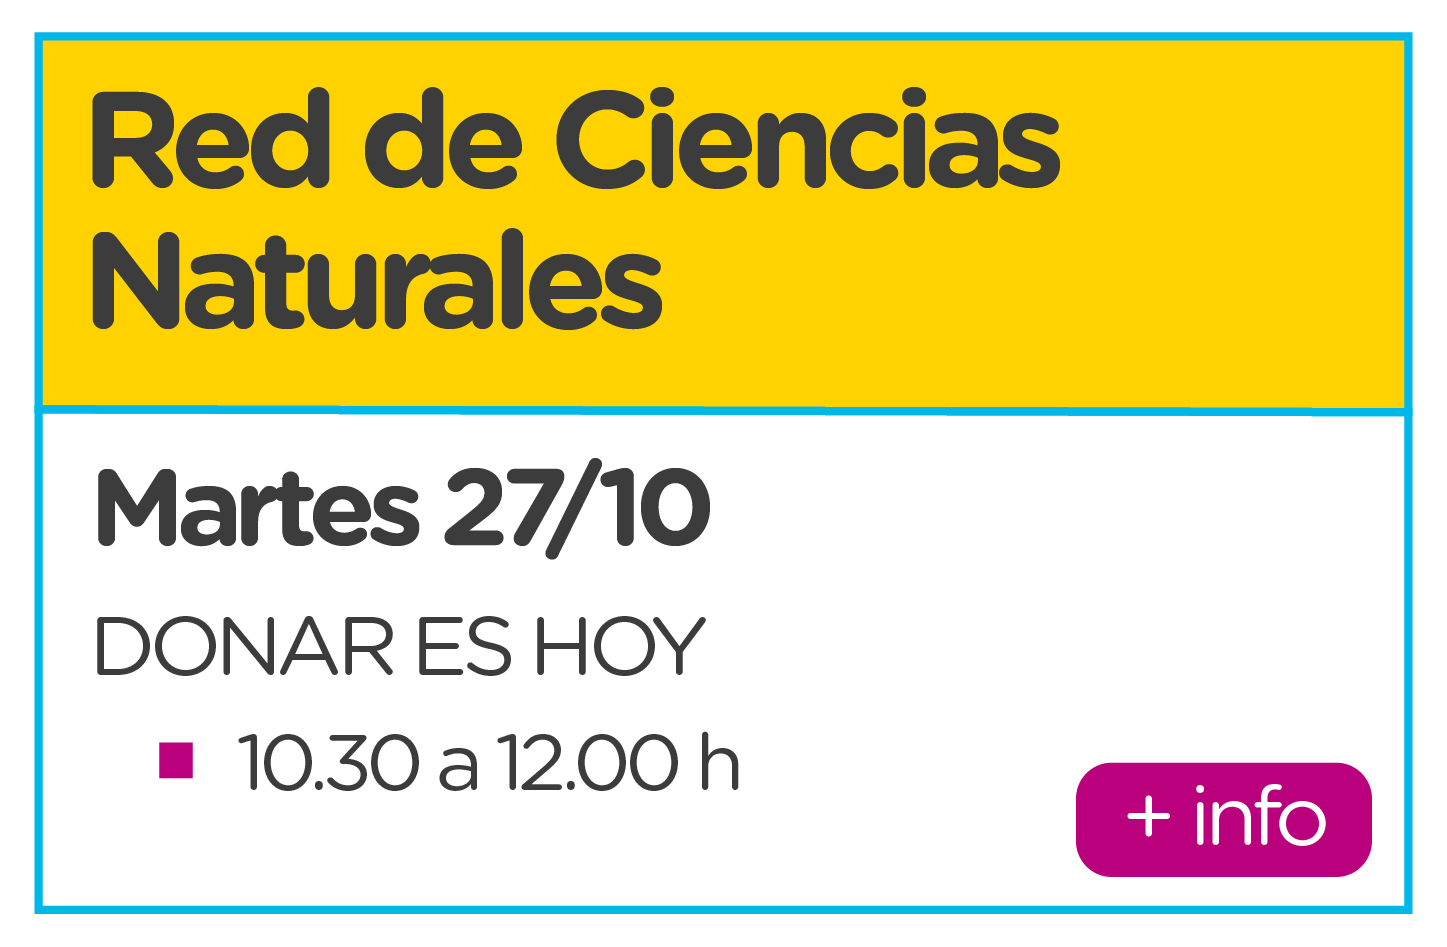 Red de Ciencias
Naturales
Martes 27/10
DONAR ES HOY
10.30 a 12.00 h
+ info